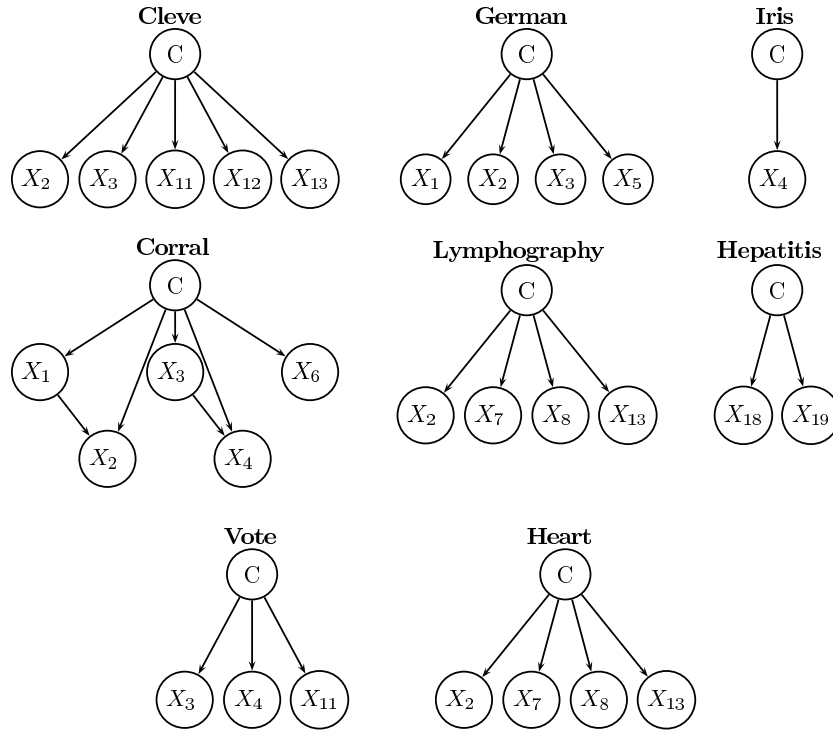 Cleve German Iris
C C C
X₂ X₃ X₁₁ X₁₂ X₁₃ X₁ X₂ X₃ X₅ X₄
Corral Lymphography Hepatitis
C C C
X₁ X₃ X₆
X₂ X₇ X₈ X₁₃ X₁₈ X₁₉
X₂ X₄
Vote Heart
C C
X₃ X₄ X₁₁ X₂ X₇ X₈ X₁₃